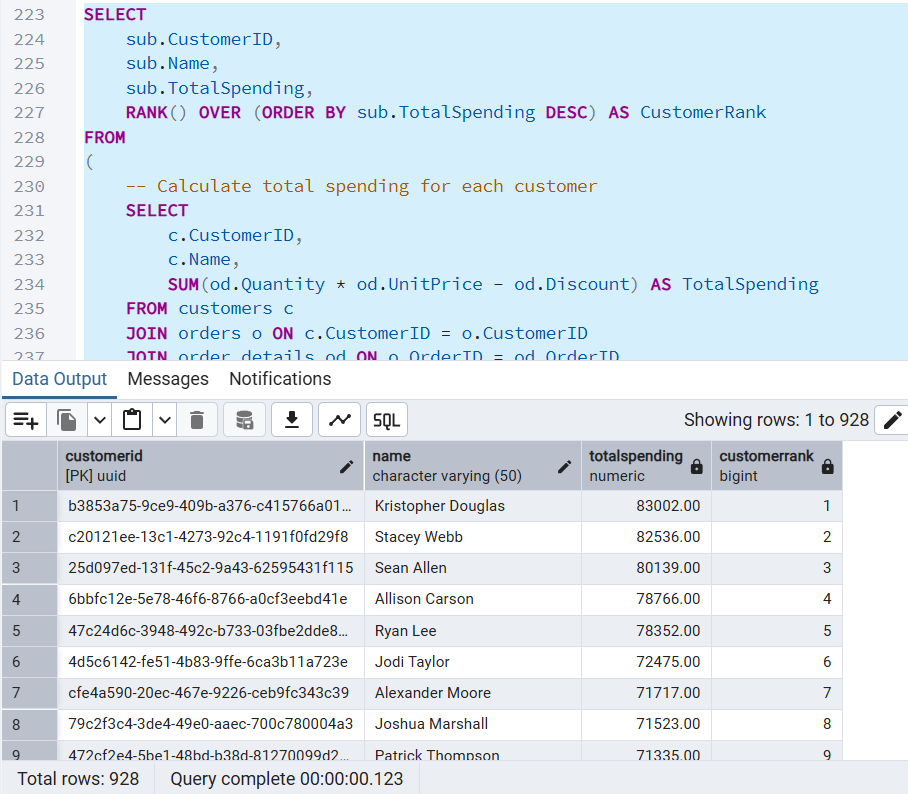 223 SELECT
224 sub.CustomerID,
225 sub.Name,
226 sub.TotalSpending,
227 RANK() OVER (ORDER BY sub.TotalSpending DESC) AS CustomerRank
228 FROM
229 (
230 -- Calculate total spending for each customer
231 SELECT
232 c.CustomerID,
233 c.Name,
234 SUM(od.Quantity * od.UnitPrice - od.Discount) AS TotalSpending
235 FROM customers c
236 JOIN orders o ON c.CustomerID = o.CustomerID
237 JOIN order_details od ON o.OrderID = od.OrderID
Data Output Messages Notifications
SQL Showing rows: 1 to 928
customerid name totalspending customerrank
[PK] uuid character varying (50) numeric bigint
1 b3853a75-9ce9-409b-a376-c415766a01... Kristopher Douglas 83002.00 1
2 c20121ee-13c1-4273-92c4-1191f0fd29f8 Stacey Webb 82536.00 2
3 25d097ed-131f-45c2-9a43-62595431f115 Sean Allen 80139.00 3
4 6bbfc12e-5e78-46f6-8766-a0cf3eebd41e Allison Carson 78766.00 4
5 47c24d6c-3948-492c-b733-03fbe2dde8... Ryan Lee 78352.00 5
6 4d5c6142-fe51-4b83-9ffe-6ca3b11a723e Jodi Taylor 72475.00 6
7 cfe4a590-20ec-467e-9226-ceb9fc343c39 Alexander Moore 71717.00 7
8 79c2f3c4-3de4-49e0-aaec-700c780004a3 Joshua Marshall 71523.00 8
9 472cf2e4-5be1-48bd-b38d-81270099d2... Patrick Thompson 71335.00 9
Total rows: 928 Query complete 00:00:00.123